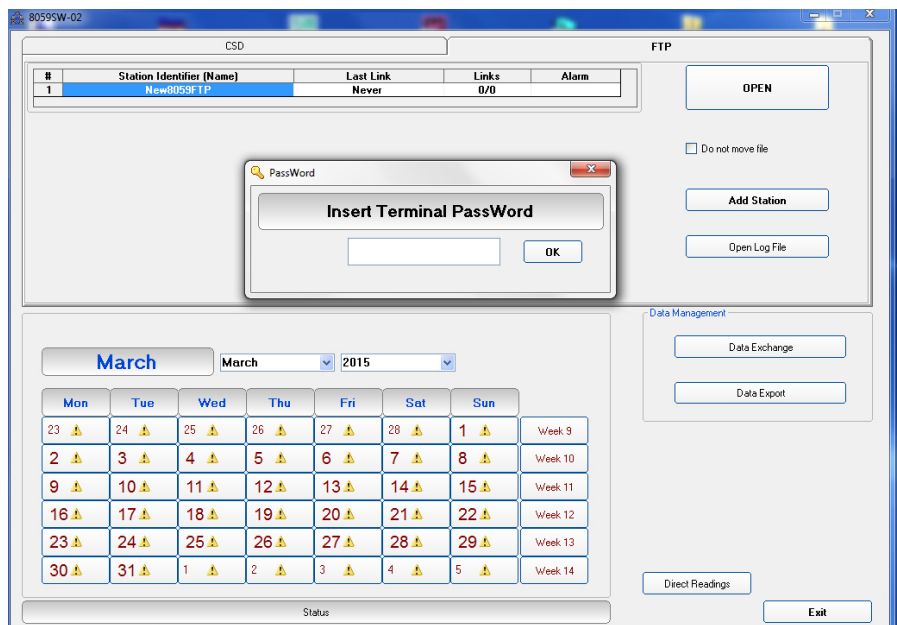 8059SW-02
CSD
FTP
# Station Identifier (Name) Last Link Links Alarm
1 New8059FTP Never 0/0
OPEN
Do not move file
PassWord
Insert Terminal PassWord
OK
Add Station
Open Log File
Data Management
Data Exchange
Data Export
March March 2015
Mon Tue Wed Thu Fri Sat Sun
23 24 25 26 27 28 1 Week 9
2 3 4 5 6 7 8 Week 10
9 10 11 12 13 14 15 Week 11
16 17 18 19 20 21 22 Week 12
23 24 25 26 27 28 29 Week 13
30 31 1 2 3 4 5 Week 14
Direct Readings
Status
Exit